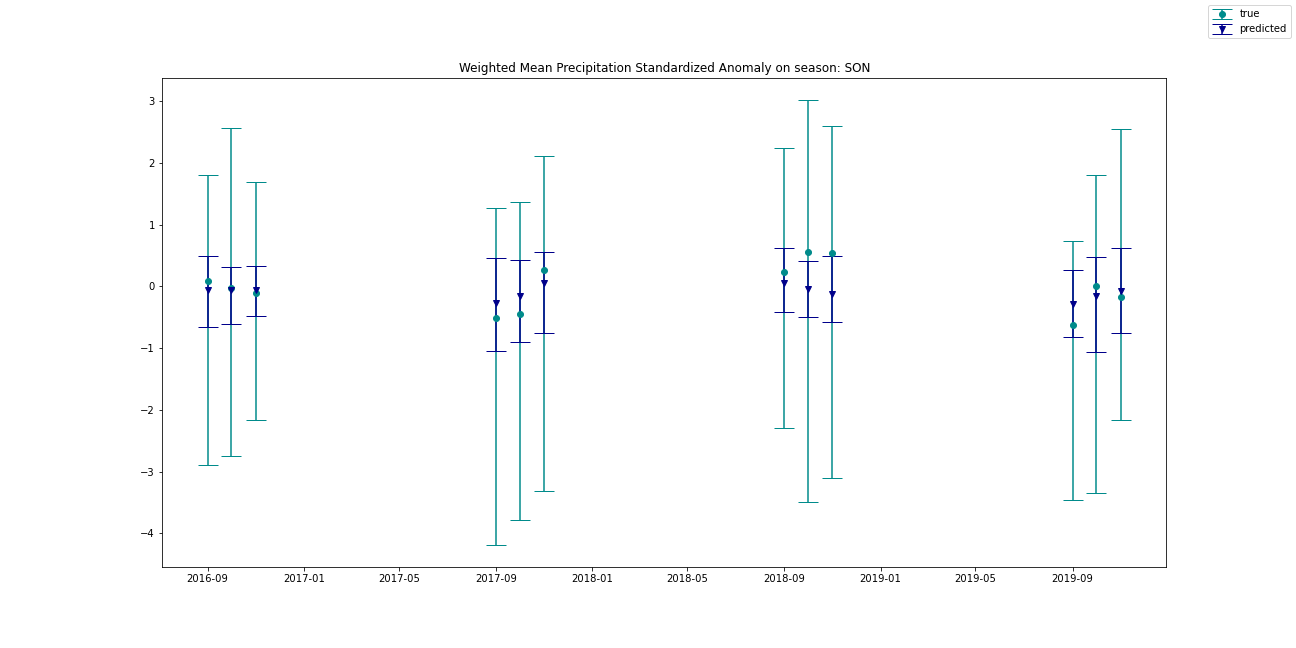 true
predicted
Weighted Mean Precipitation Standardized Anomaly on season: SON
3
2
1
0
−1
−2
−3
−4
2016-09 2017-01 2017-05 2017-09 2018-01 2018-05 2018-09 2019-01 2019-05 2019-09